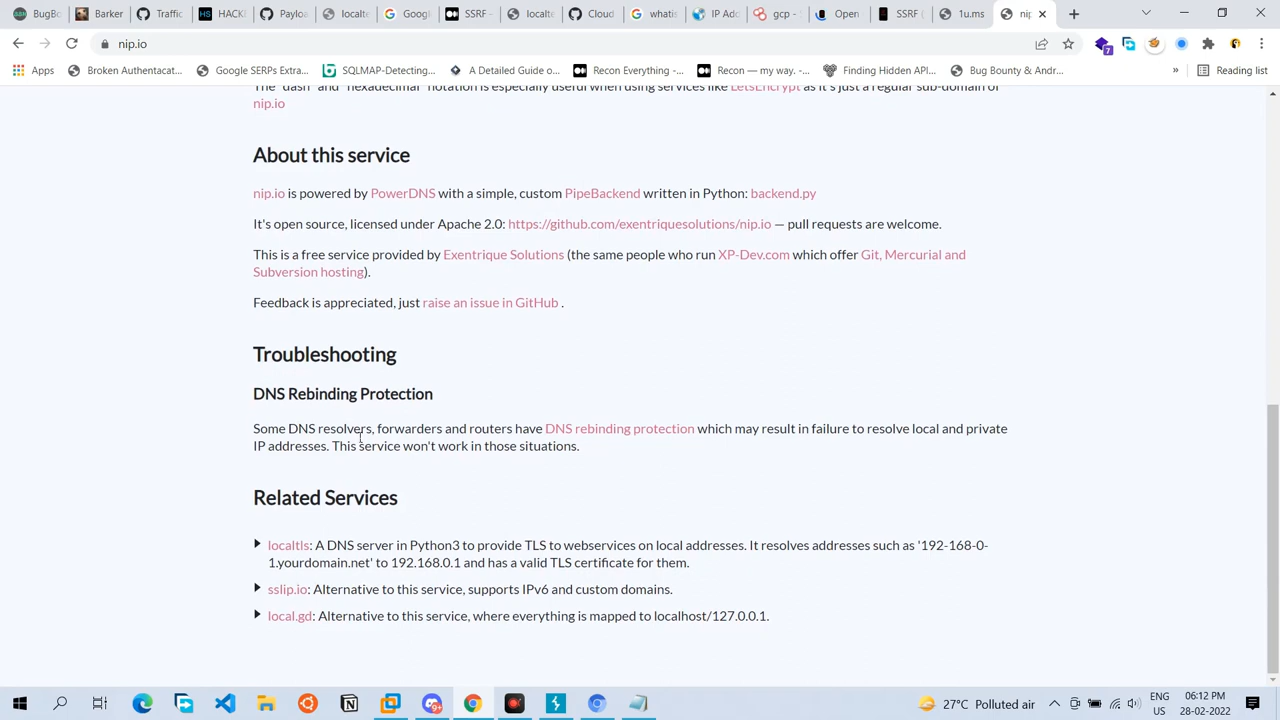 BugBo
Barker
Traffic
HACK
Paylo
localte
Googl
SSRF -
localte
Cloud
whatis
IP Ad
gcp -
Open
SSRF (
1u.ms
nip
nip.io
Apps
Broken Authentacat...
Google SERPs Extra...
SQLMAP-Detecting...
A Detailed Guide o...
Recon Everything -...
Recon — my way. -...
Finding Hidden API...
Bug Bounty & Andr...
»
Reading list
The "dash" and "hexadecimal" notation is especially useful when using services like LetsEncrypt as it's just a regular sub-domain of
nip.io
About this service
nip.io is powered by PowerDNS with a simple, custom PipeBackend written in Python: backend.py
It's open source, licensed under Apache 2.0: https://github.com/exentriquesolutions/nip.io — pull requests are welcome.
This is a free service provided by Exentrique Solutions (the same people who run XP-Dev.com which offer Git, Mercurial and
Subversion hosting).
Feedback is appreciated, just raise an issue in GitHub .
Troubleshooting
DNS Rebinding Protection
Some DNS resolvers, forwarders and routers have DNS rebinding protection which may result in failure to resolve local and private
IP addresses. This service won't work in those situations.
Related Services
localtls: A DNS server in Python3 to provide TLS to webservices on local addresses. It resolves addresses such as '192-168-0-
1.yourdomain.net' to 192.168.0.1 and has a valid TLS certificate for them.
sslip.io: Alternative to this service, supports IPv6 and custom domains.
local.gd: Alternative to this service, where everything is mapped to localhost/127.0.0.1.
27°C Polluted air
ENG
US
06:12 PM
28-02-2022